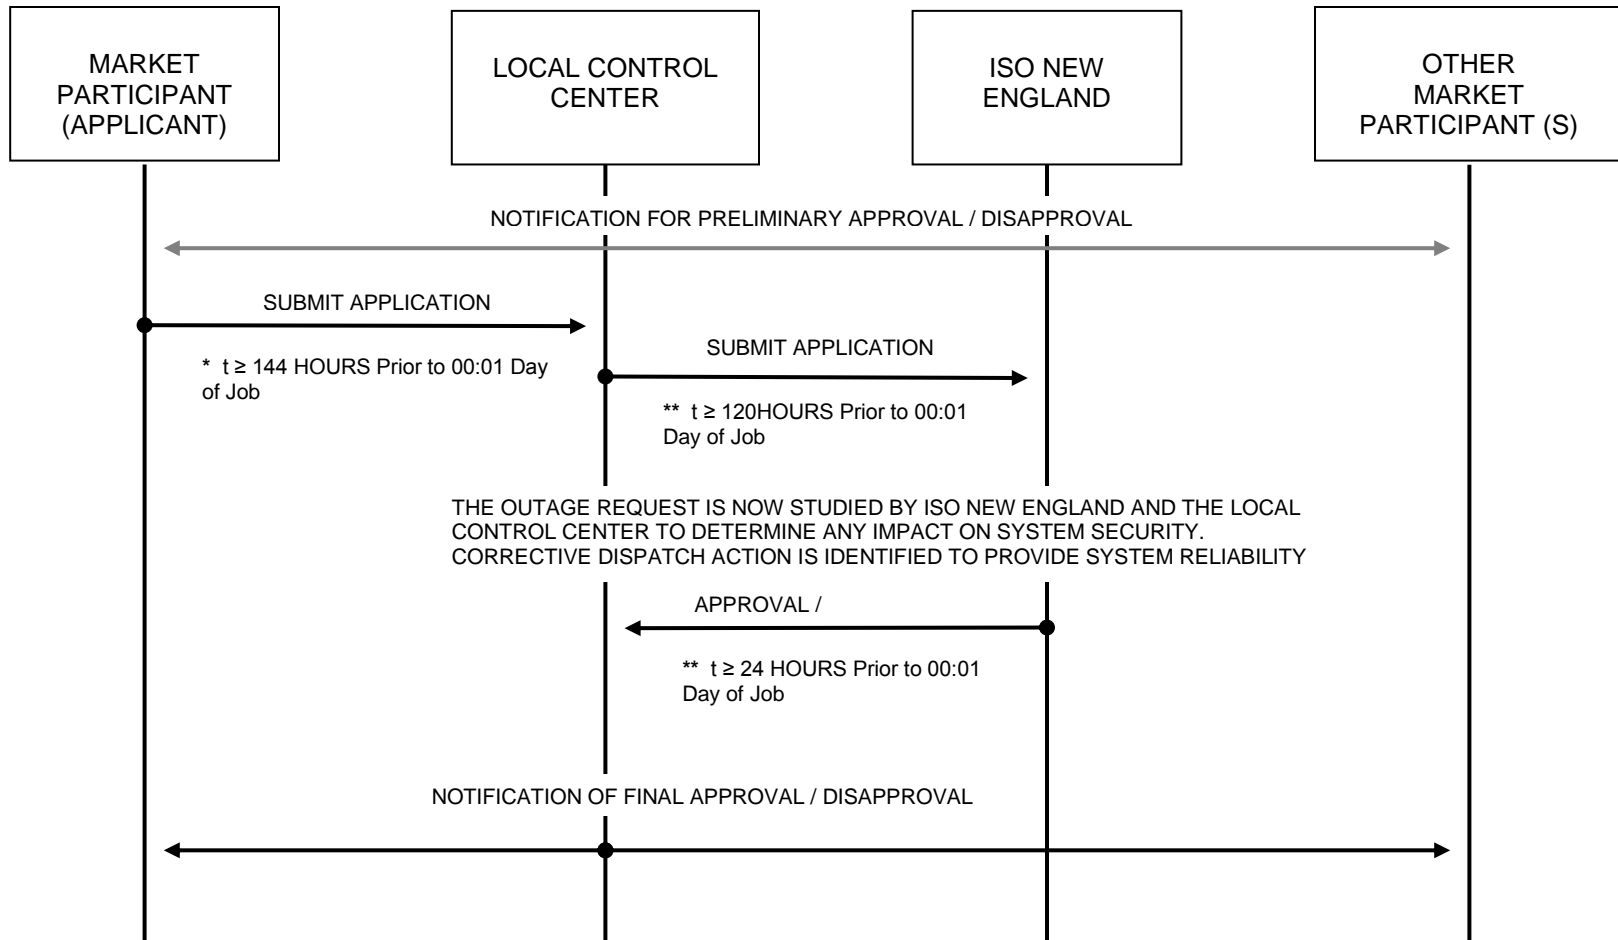 MARKET
PARTICIPANT
(APPLICANT)
LOCAL CONTROL
CENTER
ISO NEW
ENGLAND
OTHER
MARKET
PARTICIPANT (S)
NOTIFICATION FOR PRELIMINARY APPROVAL / DISAPPROVAL
SUBMIT APPLICATION
* t ≥ 144 HOURS Prior to 00:01 Day
of Job
SUBMIT APPLICATION
** t ≥ 120HOURS Prior to 00:01
Day of Job
THE OUTAGE REQUEST IS NOW STUDIED BY ISO NEW ENGLAND AND THE LOCAL
CONTROL CENTER TO DETERMINE ANY IMPACT ON SYSTEM SECURITY.
CORRECTIVE DISPATCH ACTION IS IDENTIFIED TO PROVIDE SYSTEM RELIABILITY
APPROVAL /
** t ≥ 24 HOURS Prior to 00:01
Day of Job
NOTIFICATION OF FINAL APPROVAL / DISAPPROVAL